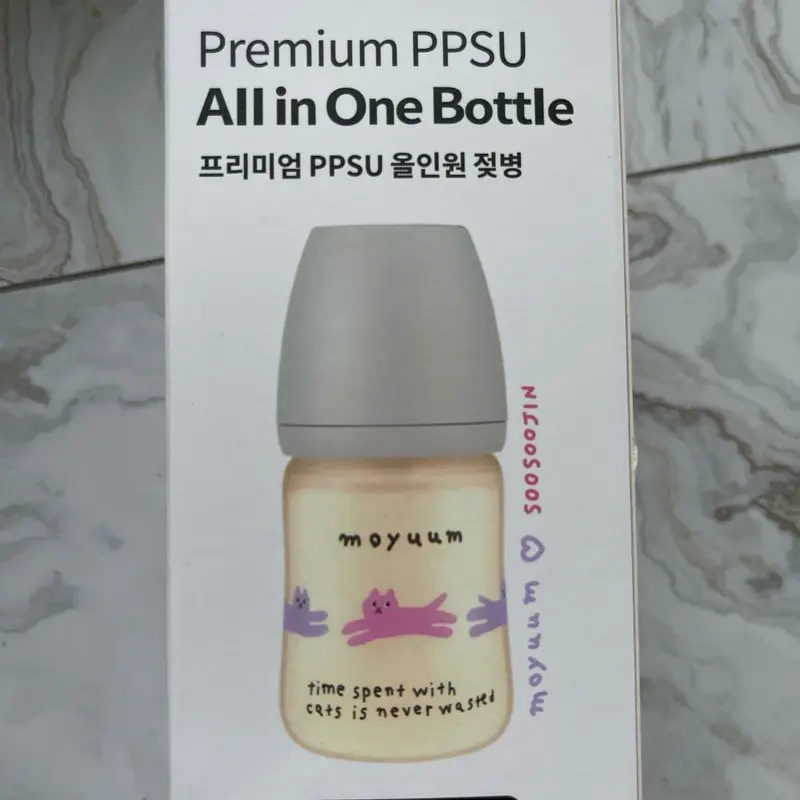 Premium PPSU
All in One Bottle
프리미엄 PPSU 올인원 젖병
moyuum
time spent with
cats is never wasted
moyuum ♡ SOOSOOJIN